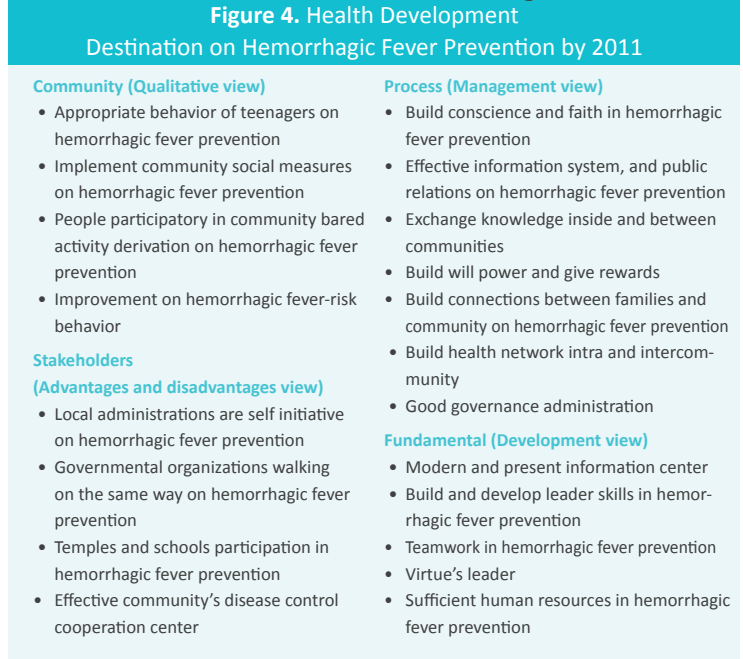 Figure 4. Health Development
Destination on Hemorrhagic Fever Prevention by 2011
Community (Qualitative view)
• Appropriate behavior of teenagers on
hemorrhagic fever prevention
• Implement community social measures
on hemorrhagic fever prevention
• People participatory in community bared
activity derivation on hemorrhagic fever
prevention
• Improvement on hemorrhagic fever-risk
behavior
Stakeholders
(Advantages and disadvantages view)
• Local administrations are self initiative
on hemorrhagic fever prevention
• Governmental organizations walking
on the same way on hemorrhagic fever
prevention
• Temples and schools participation in
hemorrhagic fever prevention
• Effective community's disease control
cooperation center
Process (Management view)
• Build conscience and faith in hemorrhagic
fever prevention
• Effective information system, and public
relations on hemorrhagic fever prevention
• Exchange knowledge inside and between
communities
• Build will power and give rewards
• Build connections between families and
community on hemorrhagic fever prevention
• Build health network intra and intercom-
munity
• Good governance administration
Fundamental (Development view)
• Modern and present information center
• Build and develop leader skills in hemor-
rhagic fever prevention
• Teamwork in hemorrhagic fever prevention
• Virtue's leader
• Sufficient human resources in hemorrhagic
fever prevention